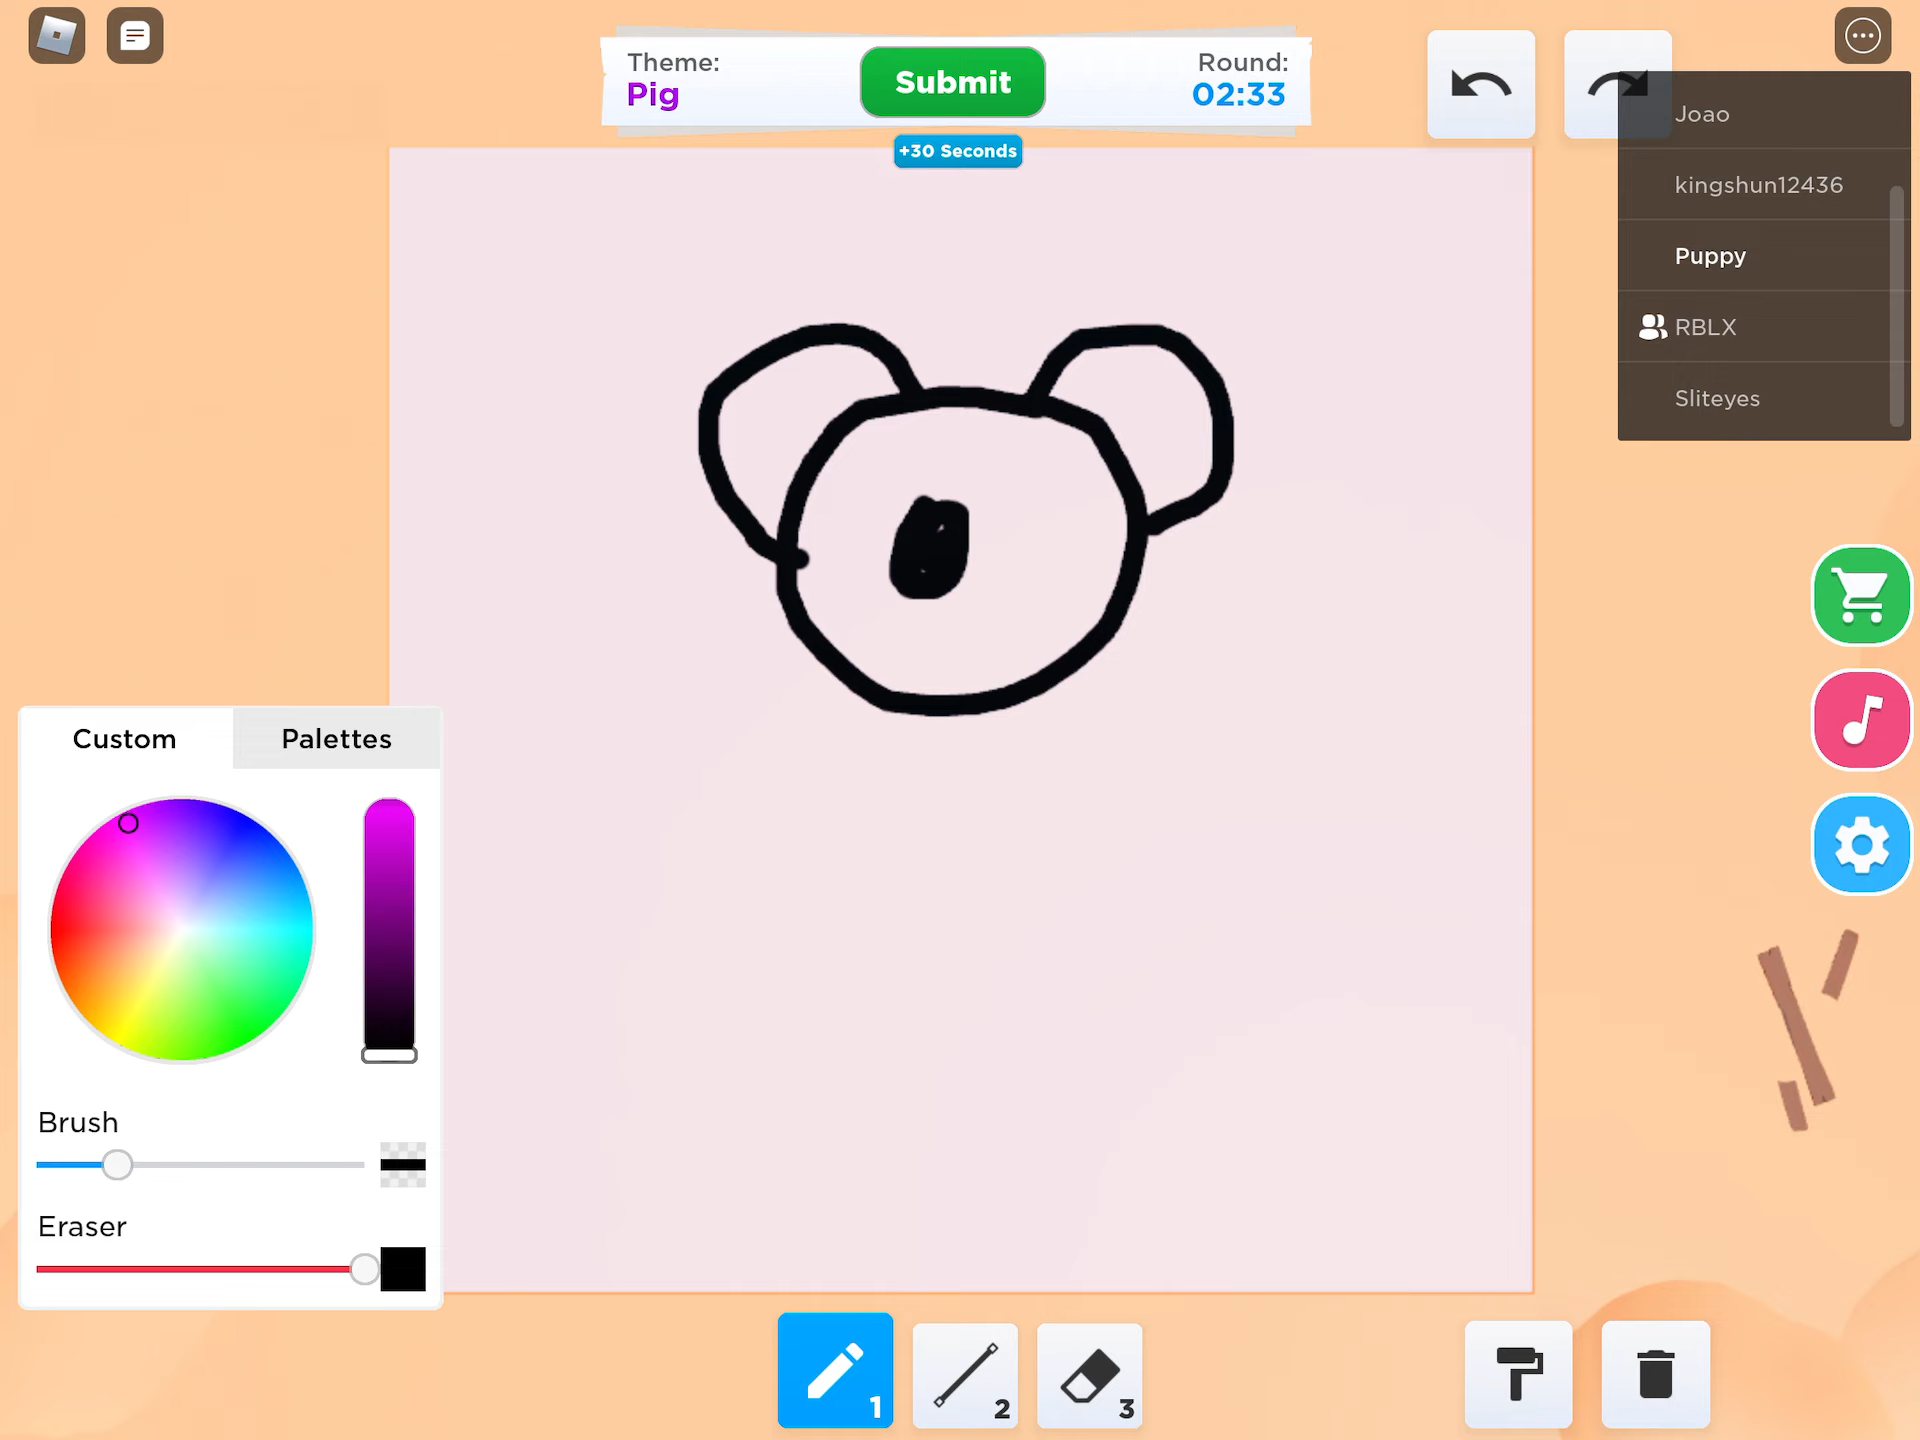 Theme:
Pig
Submit
Round:
02:33
+30 Seconds
Joao
kingshun12436
Puppy
RBLX
Sliteyes
Custom
Palettes
Brush
Eraser
1
2
3